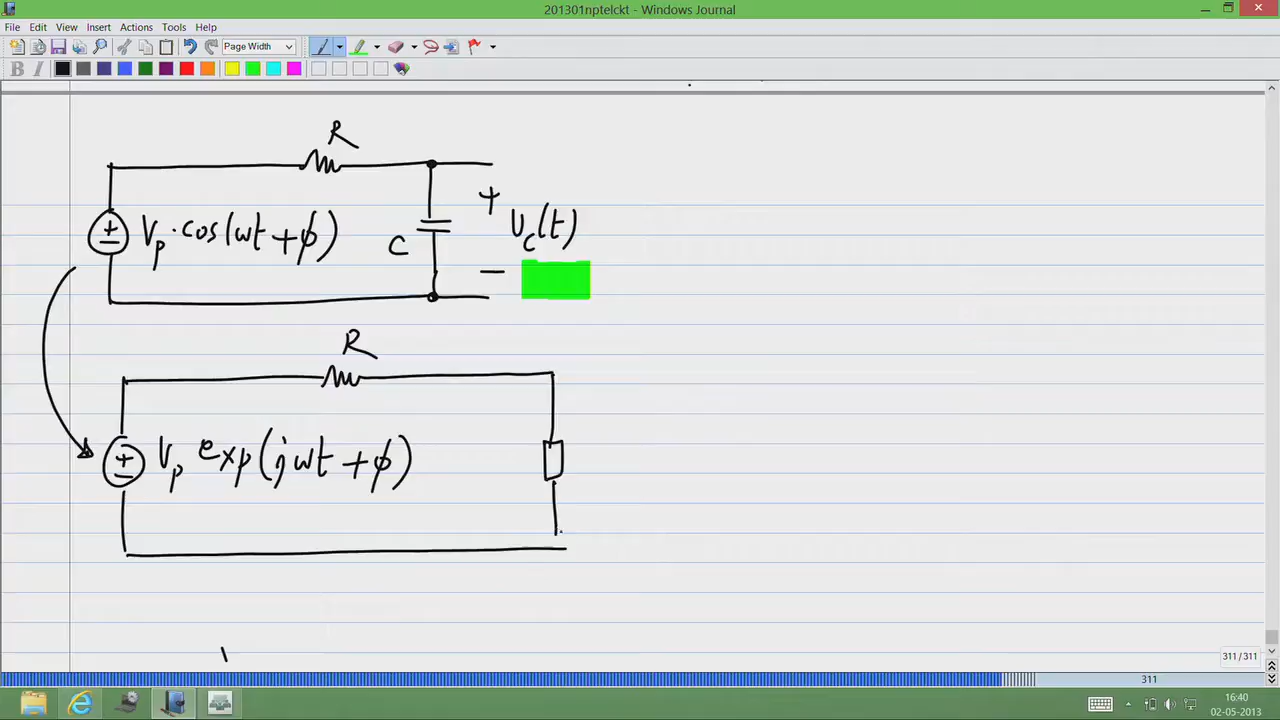 201301nptelckt - Windows Journal
File Edit View Insert Actions Tools Help
Page Width
B I
R
+
Vp . cos(ωt + φ)
C
+
Vc(t)
−
R
+
Vp exp(jωt + φ)
311 / 311
311
16:40
02-05-2013